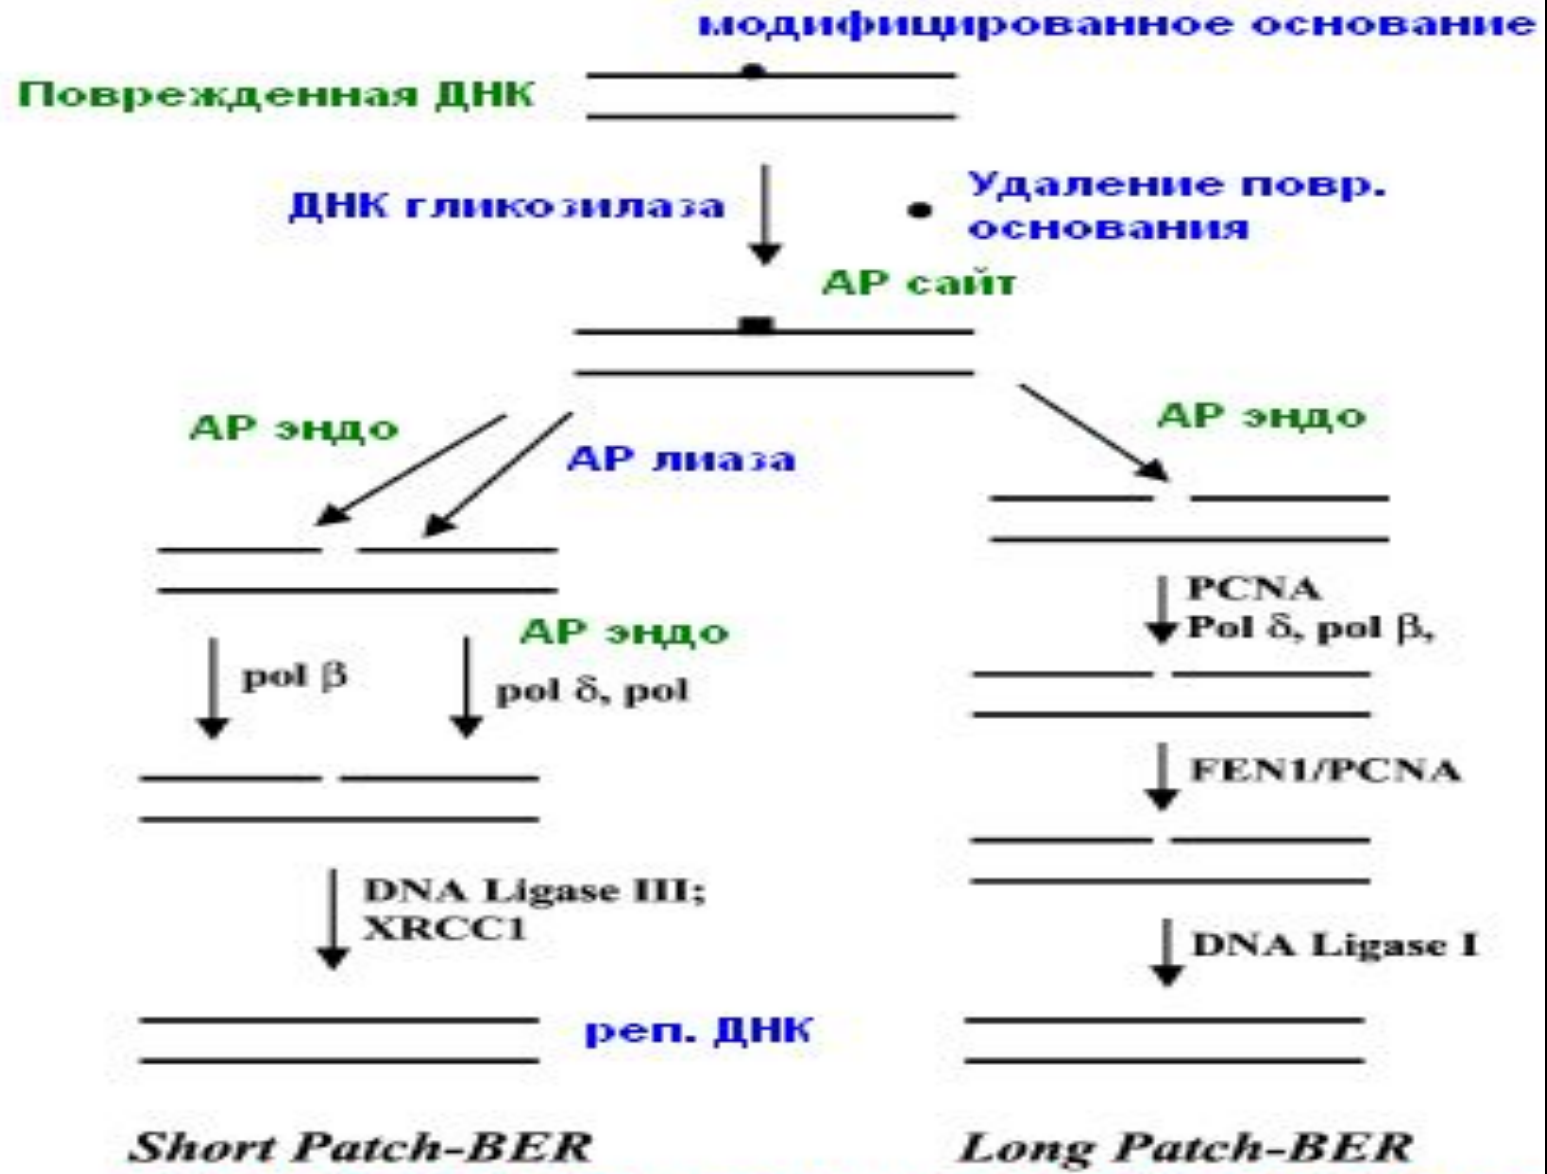 модифицированное основание
Поврежденная ДНК
ДНК гликозилаза
Удаление повр.
основания
АР сайт
АР эндо
АР лиаза
АР эндо
PCNA
Pol δ, pol β,
АР эндо
pol β
pol δ, pol
FEN1/PCNA
DNA Ligase III;
XRCC1
DNA Ligase I
реп. ДНК
Short Patch-BER
Long Patch-BER